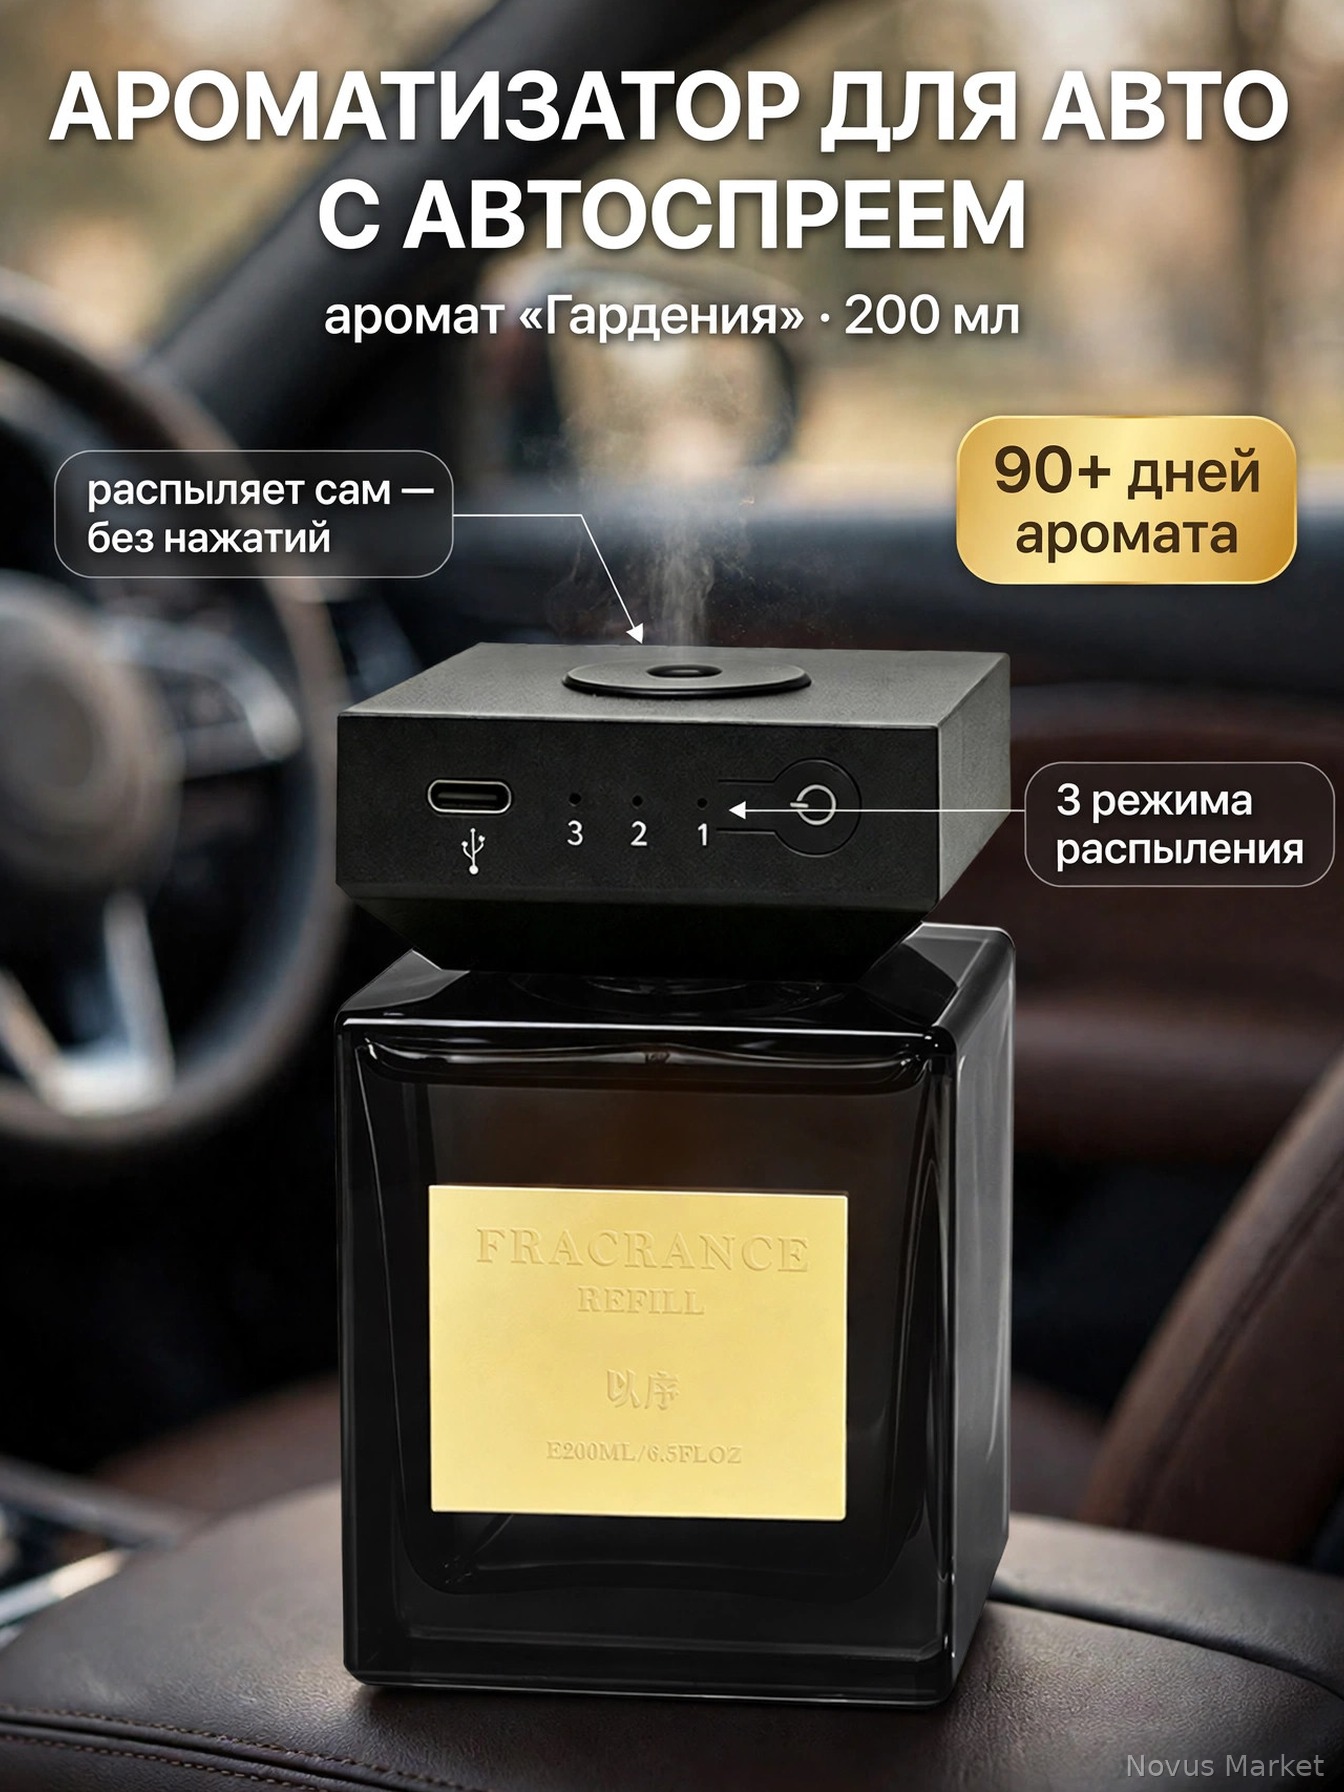 АРОМАТИЗАТОР ДЛЯ АВТО
С АВТОСПРЕЕМ
аромат «Гардения» · 200 мл
распыляет сам —
без нажатий
90+ дней
аромата
3 режима
распыления
3 2 1
FRACRANCE
REFILL
以序
E200ML/6.5FLOZ
Novus Market